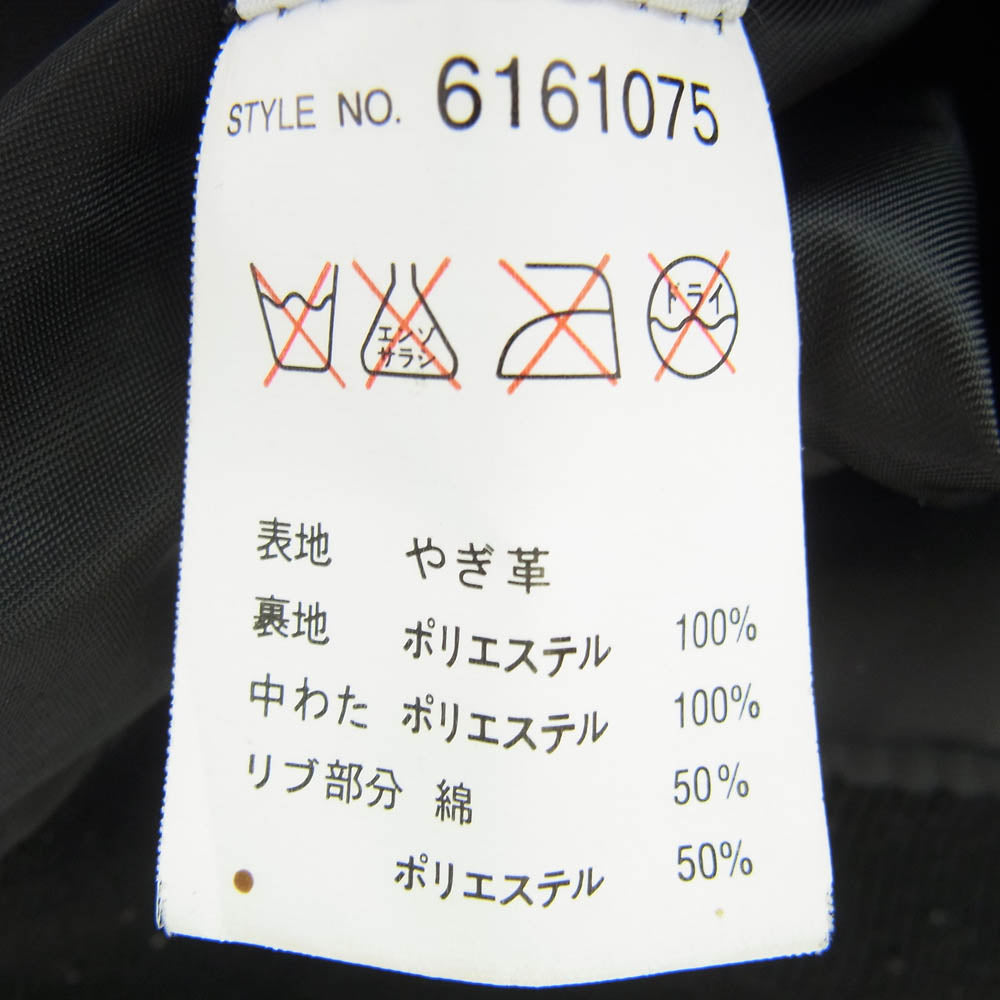 STYLE NO. 6161075
エンソ
サラシ
ドライ
表地 やぎ革
裏地 ポリエステル 100%
中わた ポリエステル 100%
リブ部分 綿 50%
ポリエステル 50%